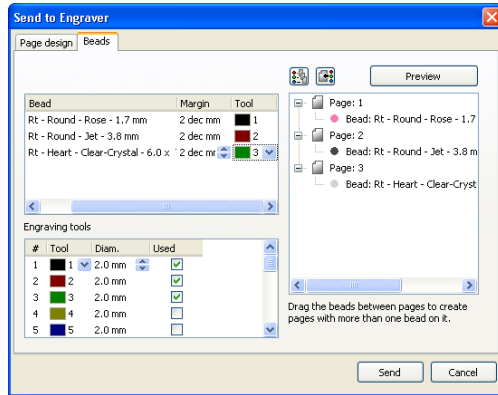 Send to Engraver
Page design Beads
Preview
Bead Margin Tool
Rt - Round - Rose - 1.7 mm 2 dec mm 1
Rt - Round - Jet - 3.8 mm 2 dec mm 2
Rt - Heart - Clear-Crystal - 6.0 x 2 dec mm 3
Page: 1
Bead: Rt - Round - Rose - 1.7
Page: 2
Bead: Rt - Round - Jet - 3.8 m
Page: 3
Bead: Rt - Heart - Clear-Cryst
Engraving tools
# Tool Diam. Used
1 1 2.0 mm
2 2 2.0 mm
3 3 2.0 mm
4 4 2.0 mm
5 5 2.0 mm
Drag the beads between pages to create
pages with more than one bead on it.
Send Cancel